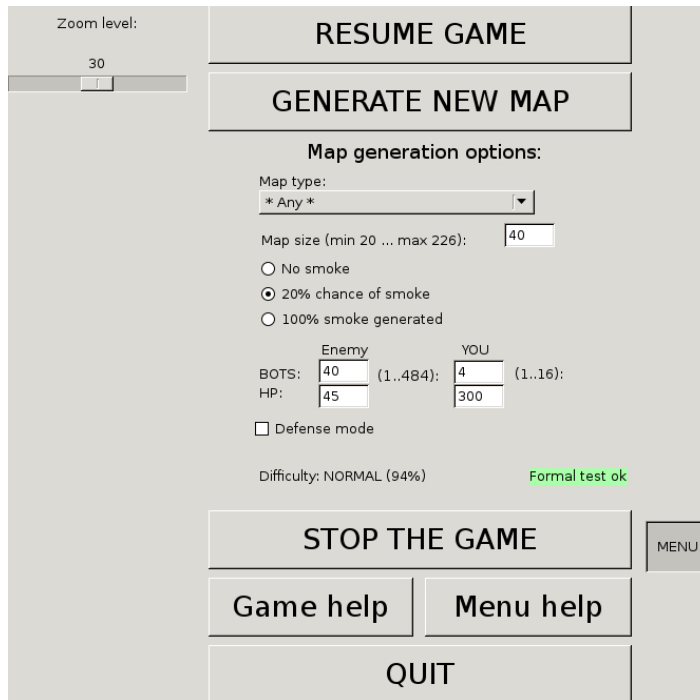 Zoom level:
30
RESUME GAME
GENERATE NEW MAP
Map generation options:
Map type:
* Any *
Map size (min 20 ... max 226): 40
No smoke
20% chance of smoke
100% smoke generated
Enemy YOU
BOTS: 40 (1..484): 4 (1..16):
HP: 45 300
Defense mode
Difficulty: NORMAL (94%) Formal test ok
STOP THE GAME
MENU
Game help Menu help
QUIT